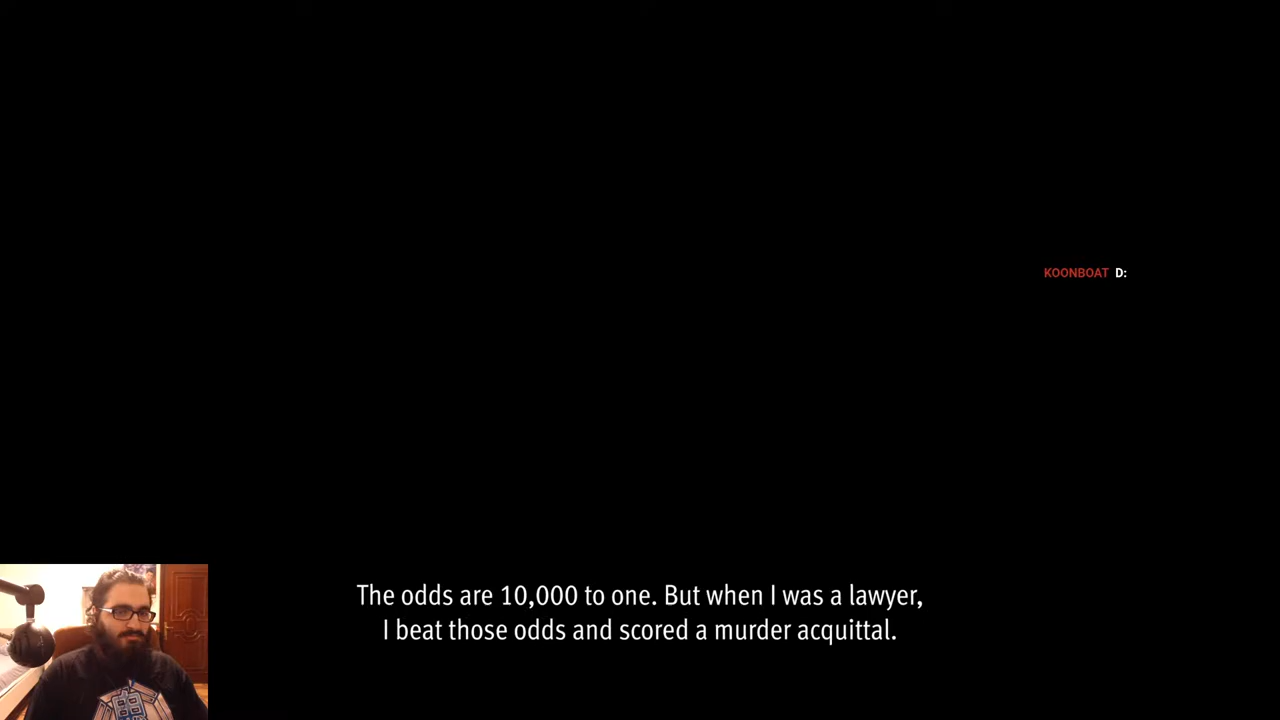 KOONBOAT D:
The odds are 10,000 to one. But when I was a lawyer,
I beat those odds and scored a murder acquittal.